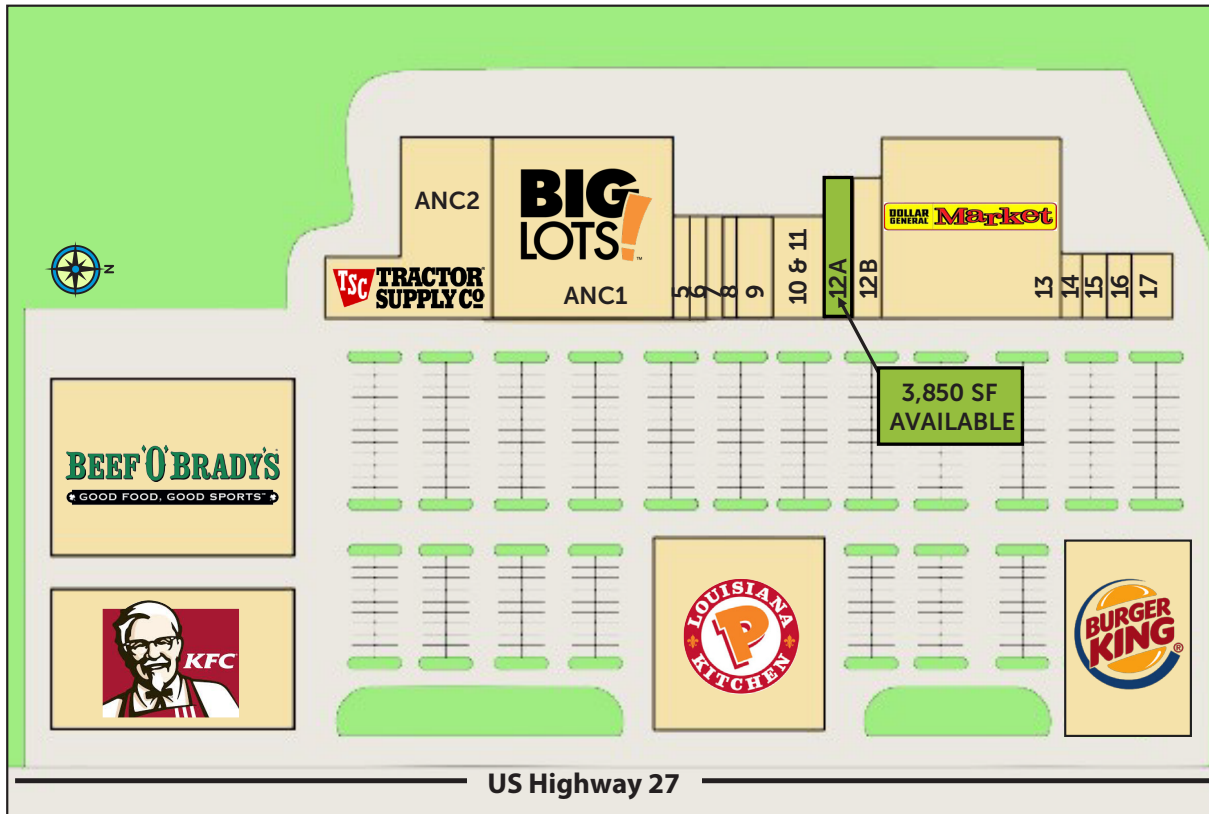 ANC2
BIG
LOTS!™
DOLLAR
GENERAL
Market
N
TSC
TRACTOR
SUPPLY CO
ANC1
5
6
7
8
9
10 & 11
12A
12B
13
14
15
16
17
3,850 SF
AVAILABLE
BEEF 'O' BRADY'S
GOOD FOOD, GOOD SPORTS™
KFC
LOUISIANA
P
KITCHEN
BURGER
KING®
US Highway 27